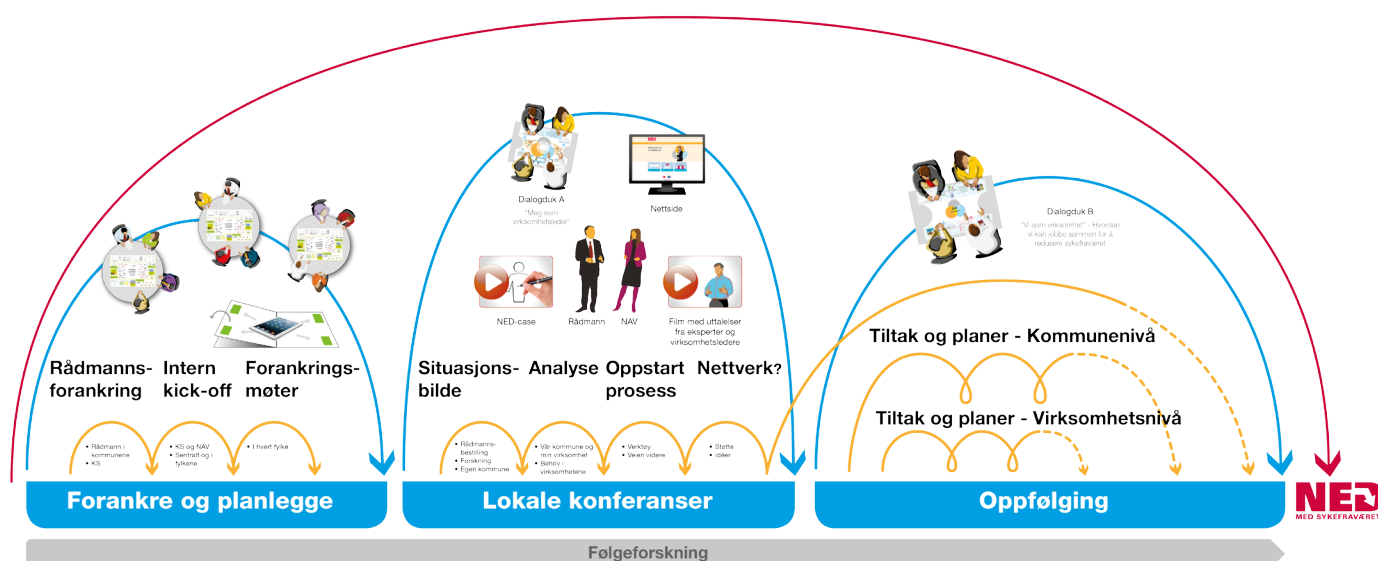 Dialogduk A
"Meg som
virksomhetsleder"
Nettside
NED
NED-case
Rådmann
NAV
Film med uttalelser
fra eksperter og
virksomhetsledere
Dialogduk B
"Vi som virksomhet" - Hvordan
vi kan jobbe sammen for å
redusere sykefraværet
Rådmanns-
forankring
Intern
kick-off
Forankrings-
møter
• Rådmann i
kommunene
• KS
• KS og NAV
• Sentralt og i
fylkene
• I hvert fylke
Situasjons-
bilde
Analyse
Oppstart
prosess
Nettverk?
• Rådmanns-
bestilling
• Forskning
• Egen kommune
• Vår kommune og
min virksomhet
• Behov i
virksomhetene
• Verktøy
• Veien videre
• Støtte
• Idéer
Tiltak og planer - Kommunenivå
Tiltak og planer - Virksomhetsnivå
Forankre og planlegge
Lokale konferanser
Oppfølging
NED
MED SYKEFRAVÆRET
Følgeforskning